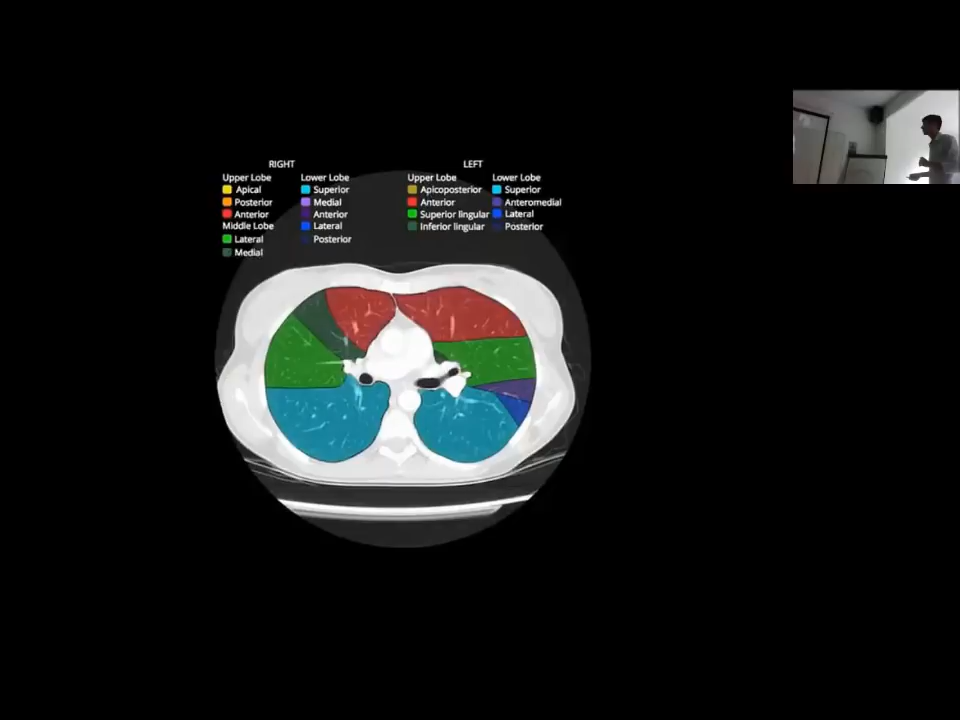 RIGHT
Upper Lobe
Apical
Posterior
Anterior
Middle Lobe
Lateral
Medial
Lower Lobe
Superior
Medial
Anterior
Lateral
Posterior
LEFT
Upper Lobe
Apicoposterior
Anterior
Superior lingular
Inferior lingular
Lower Lobe
Superior
Anteromedial
Lateral
Posterior